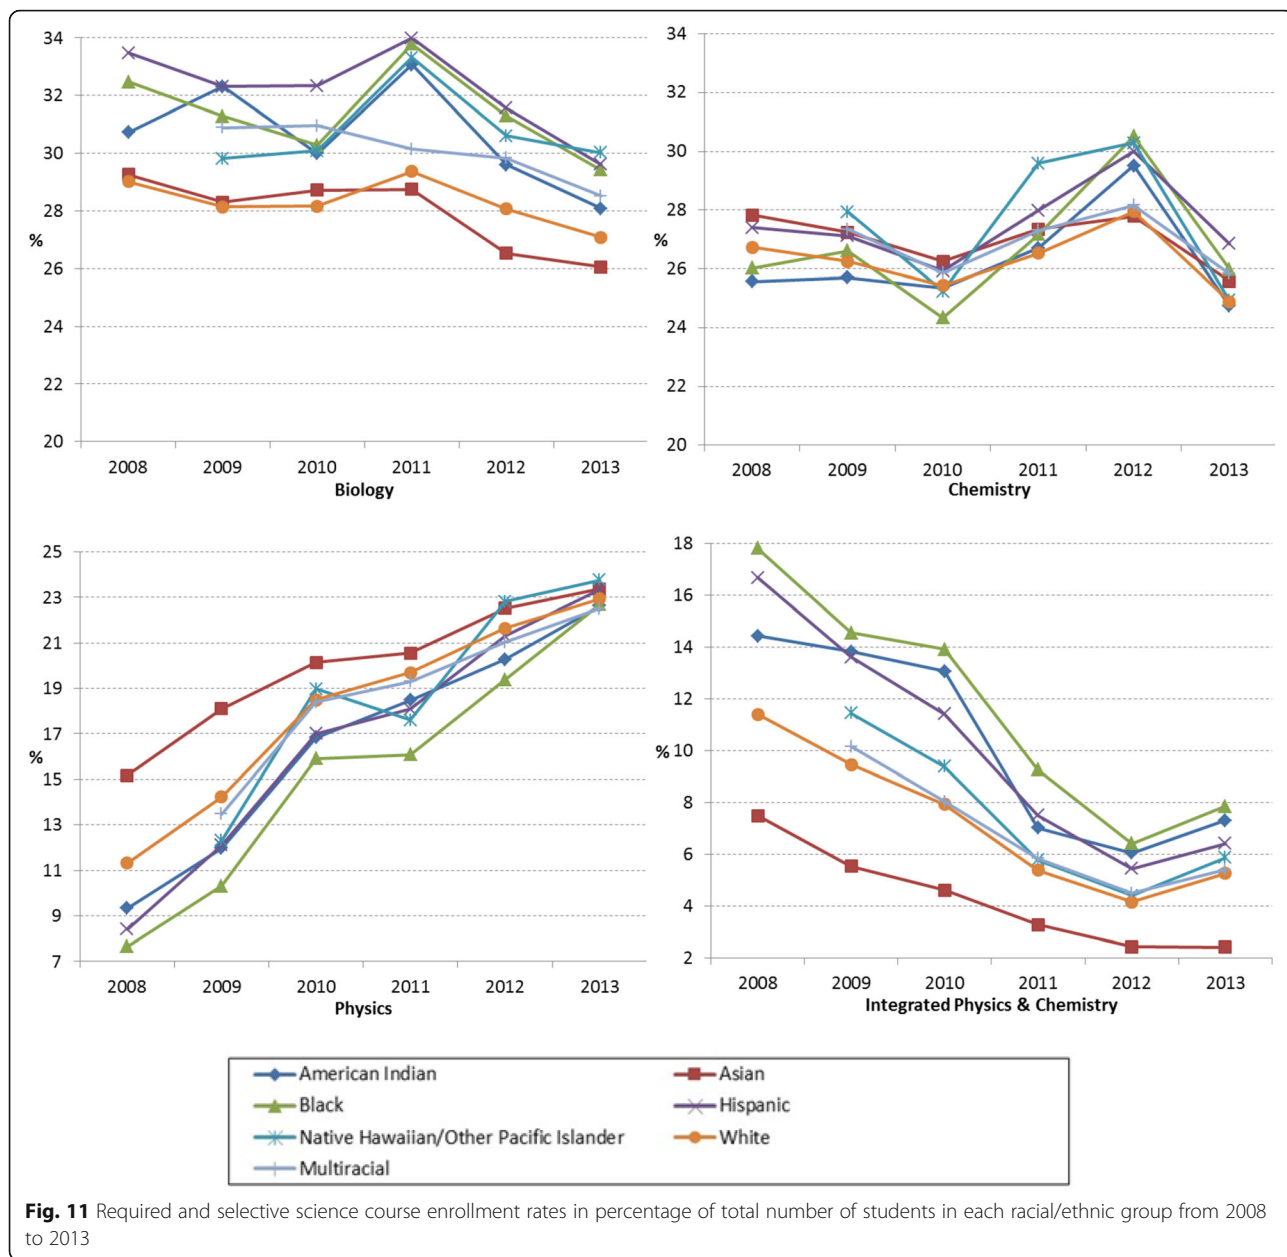 34
32
30
28
%
26
24
22
20
2008 2009 2010 2011 2012 2013
Biology
34
32
30
28
%
26
24
22
20
2008 2009 2010 2011 2012 2013
Chemistry
25
23
21
19
17
%
15
13
11
9
7
2008 2009 2010 2011 2012 2013
Physics
18
16
14
12
%
10
8
6
4
2
2008 2009 2010 2011 2012 2013
Integrated Physics & Chemistry
American Indian Asian
Black Hispanic
Native Hawaiian/Other Pacific Islander White
Multiracial
Fig. 11 Required and selective science course enrollment rates in percentage of total number of students in each racial/ethnic group from 2008
to 2013